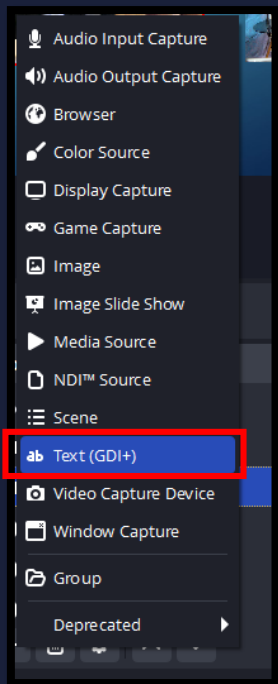 Audio Input Capture
Audio Output Capture
Browser
Color Source
Display Capture
Game Capture
Image
Image Slide Show
Media Source
NDI™ Source
Scene
ab Text (GDI+)
Video Capture Device
Window Capture
Group
Deprecated